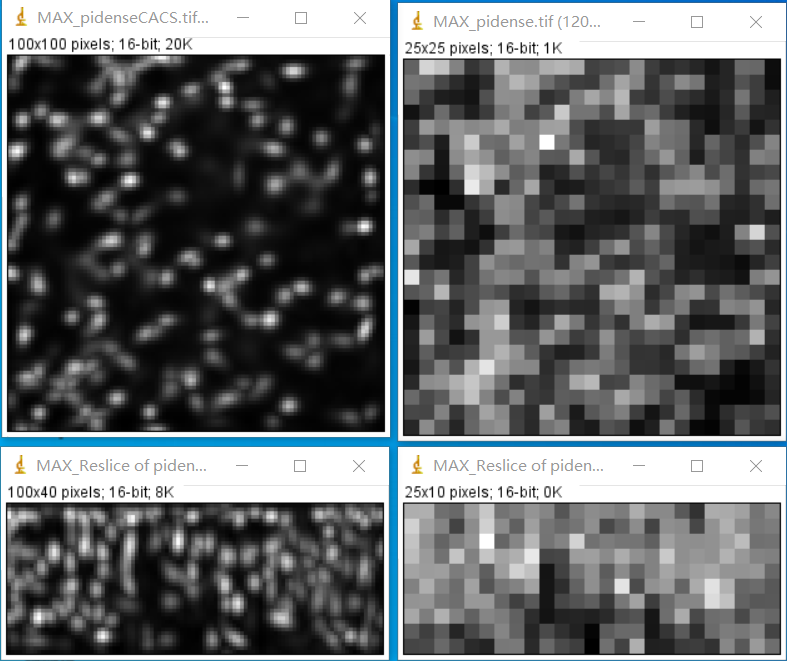 MAX_pidenseCACS.tif...
100x100 pixels; 16-bit; 20K
MAX_pidense.tif (120...
25x25 pixels; 16-bit; 1K
MAX_Reslice of piden...
100x40 pixels; 16-bit; 8K
MAX_Reslice of piden...
25x10 pixels; 16-bit; 0K